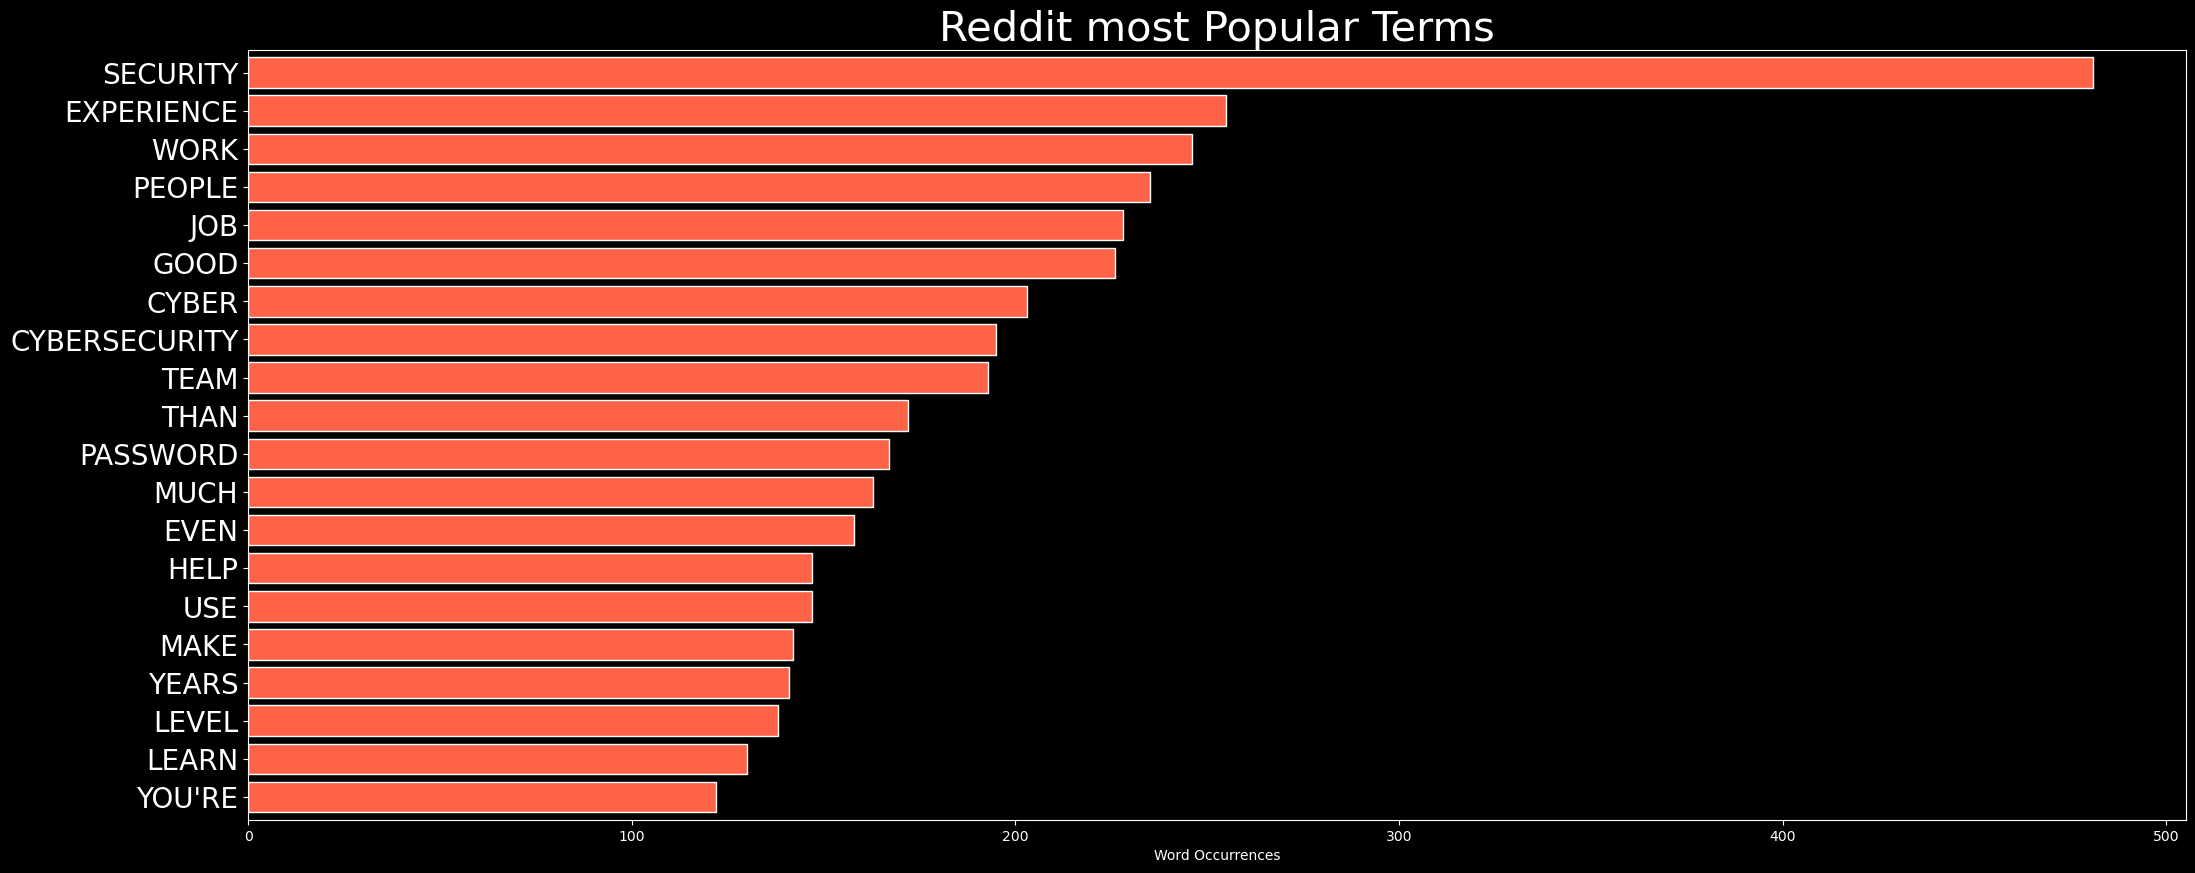 Reddit most Popular Terms
SECURITY
EXPERIENCE
WORK
PEOPLE
JOB
GOOD
CYBER
CYBERSECURITY
TEAM
THAN
PASSWORD
MUCH
EVEN
HELP
USE
MAKE
YEARS
LEVEL
LEARN
YOU'RE
0 100 200 300 400 500
Word Occurrences